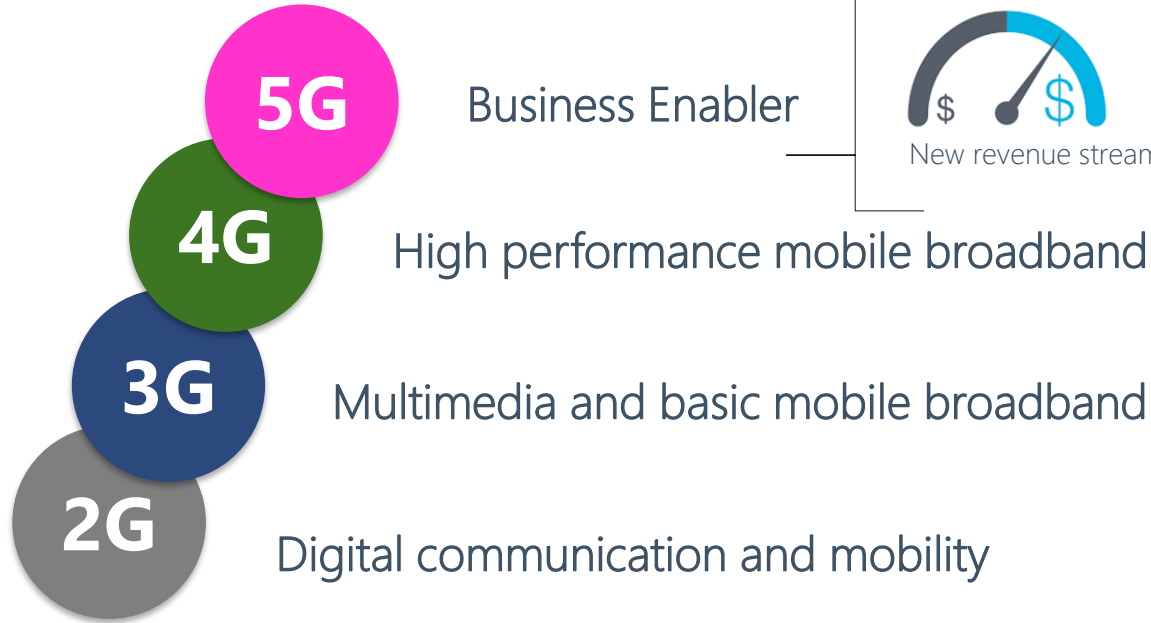 5G
Business Enabler
$ $
New revenue stream
4G
High performance mobile broadband
3G
Multimedia and basic mobile broadband
2G
Digital communication and mobility